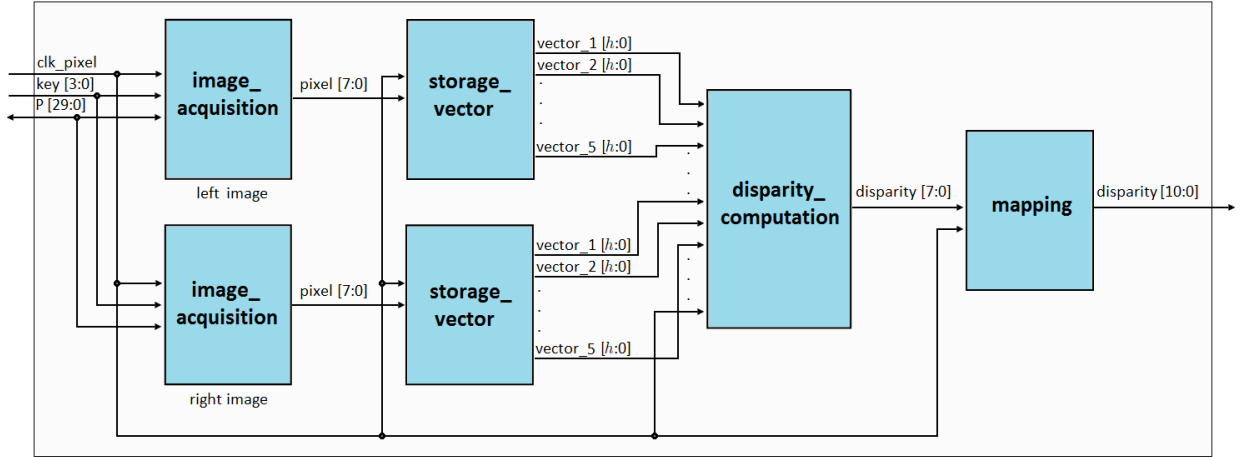 clk_pixel
key [3:0]
P [29:0]
image_
acquisition
left image
pixel [7:0]
storage_
vector
vector_1 [h:0]
vector_2 [h:0]
vector_5 [h:0]
image_
acquisition
right image
pixel [7:0]
storage_
vector
vector_1 [h:0]
vector_2 [h:0]
vector_5 [h:0]
disparity_
computation
disparity [7:0]
mapping
disparity [10:0]